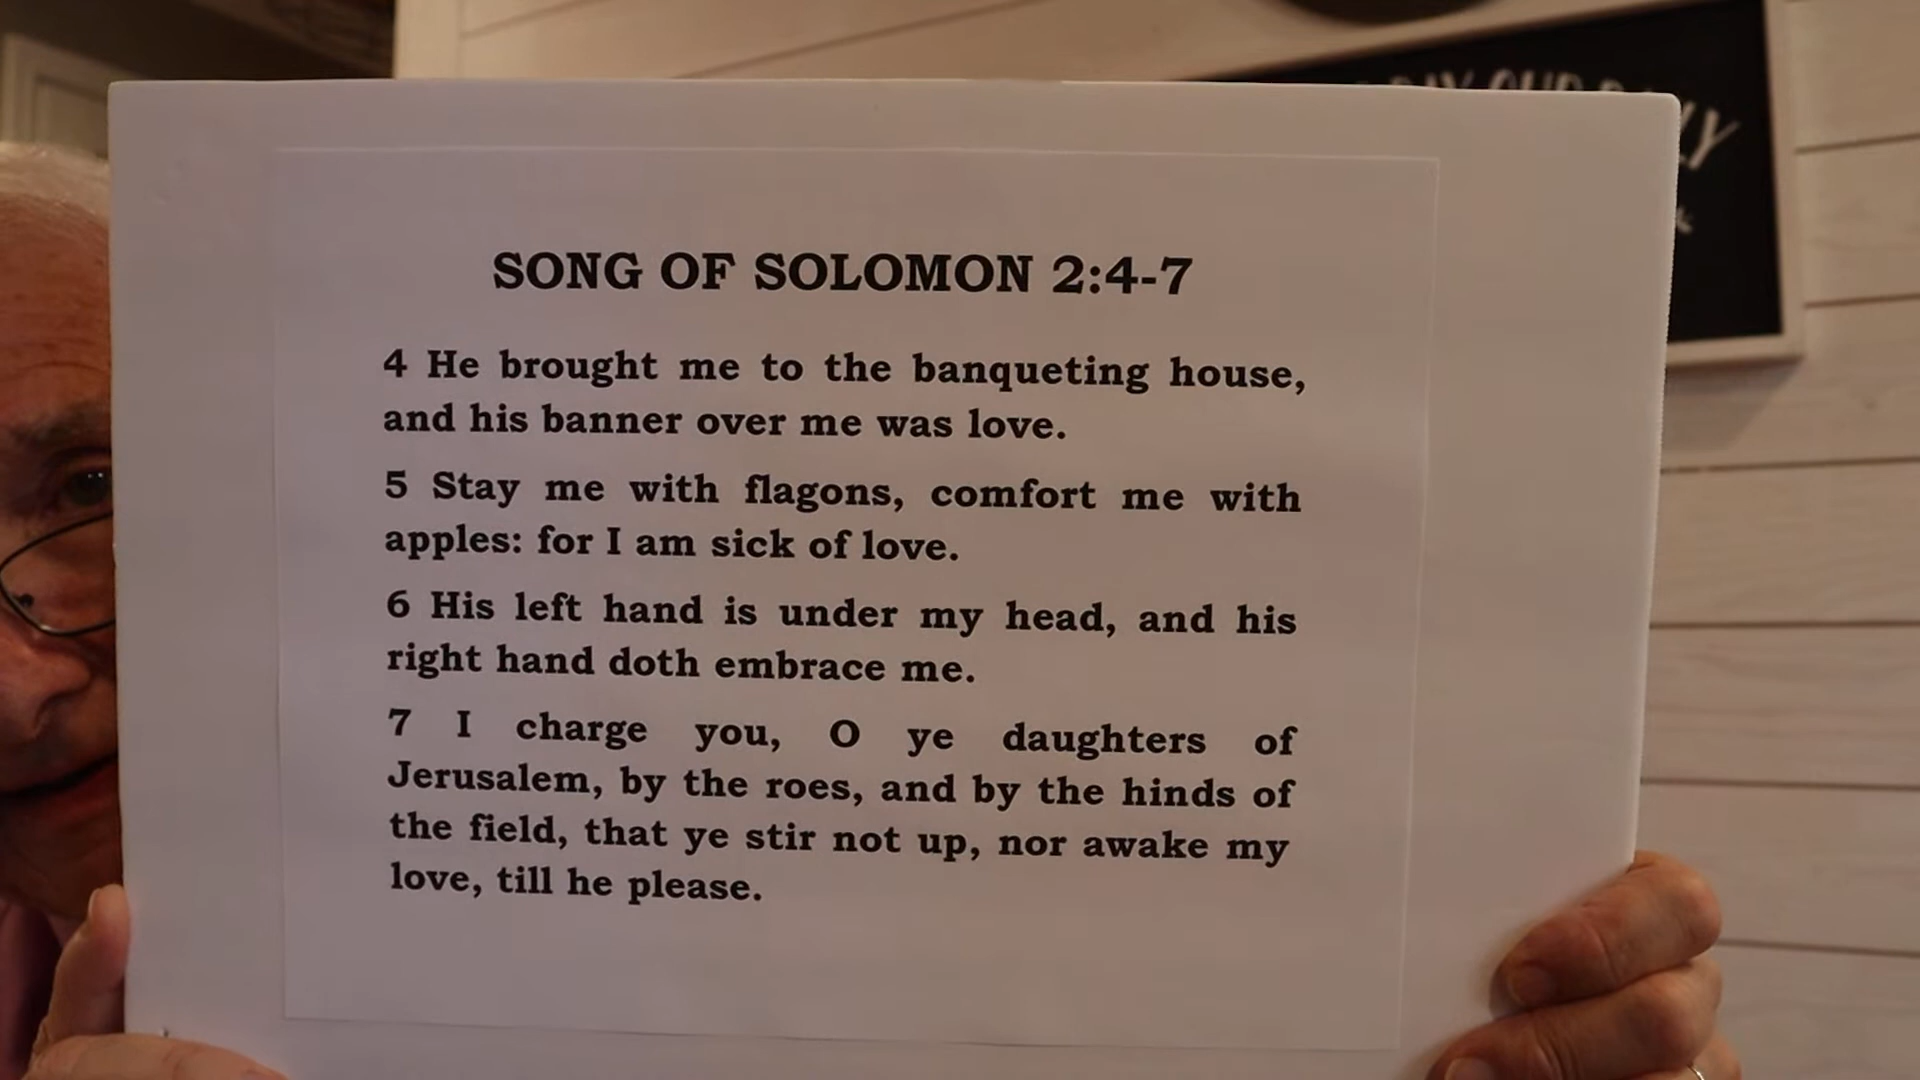 DAY OUR DAILY
SONG OF SOLOMON 2:4-7
4 He brought me to the banqueting house,
and his banner over me was love.
5 Stay me with flagons, comfort me with
apples: for I am sick of love.
6 His left hand is under my head, and his
right hand doth embrace me.
7 I charge you, O ye daughters of
Jerusalem, by the roes, and by the hinds of
the field, that ye stir not up, nor awake my
love, till he please.